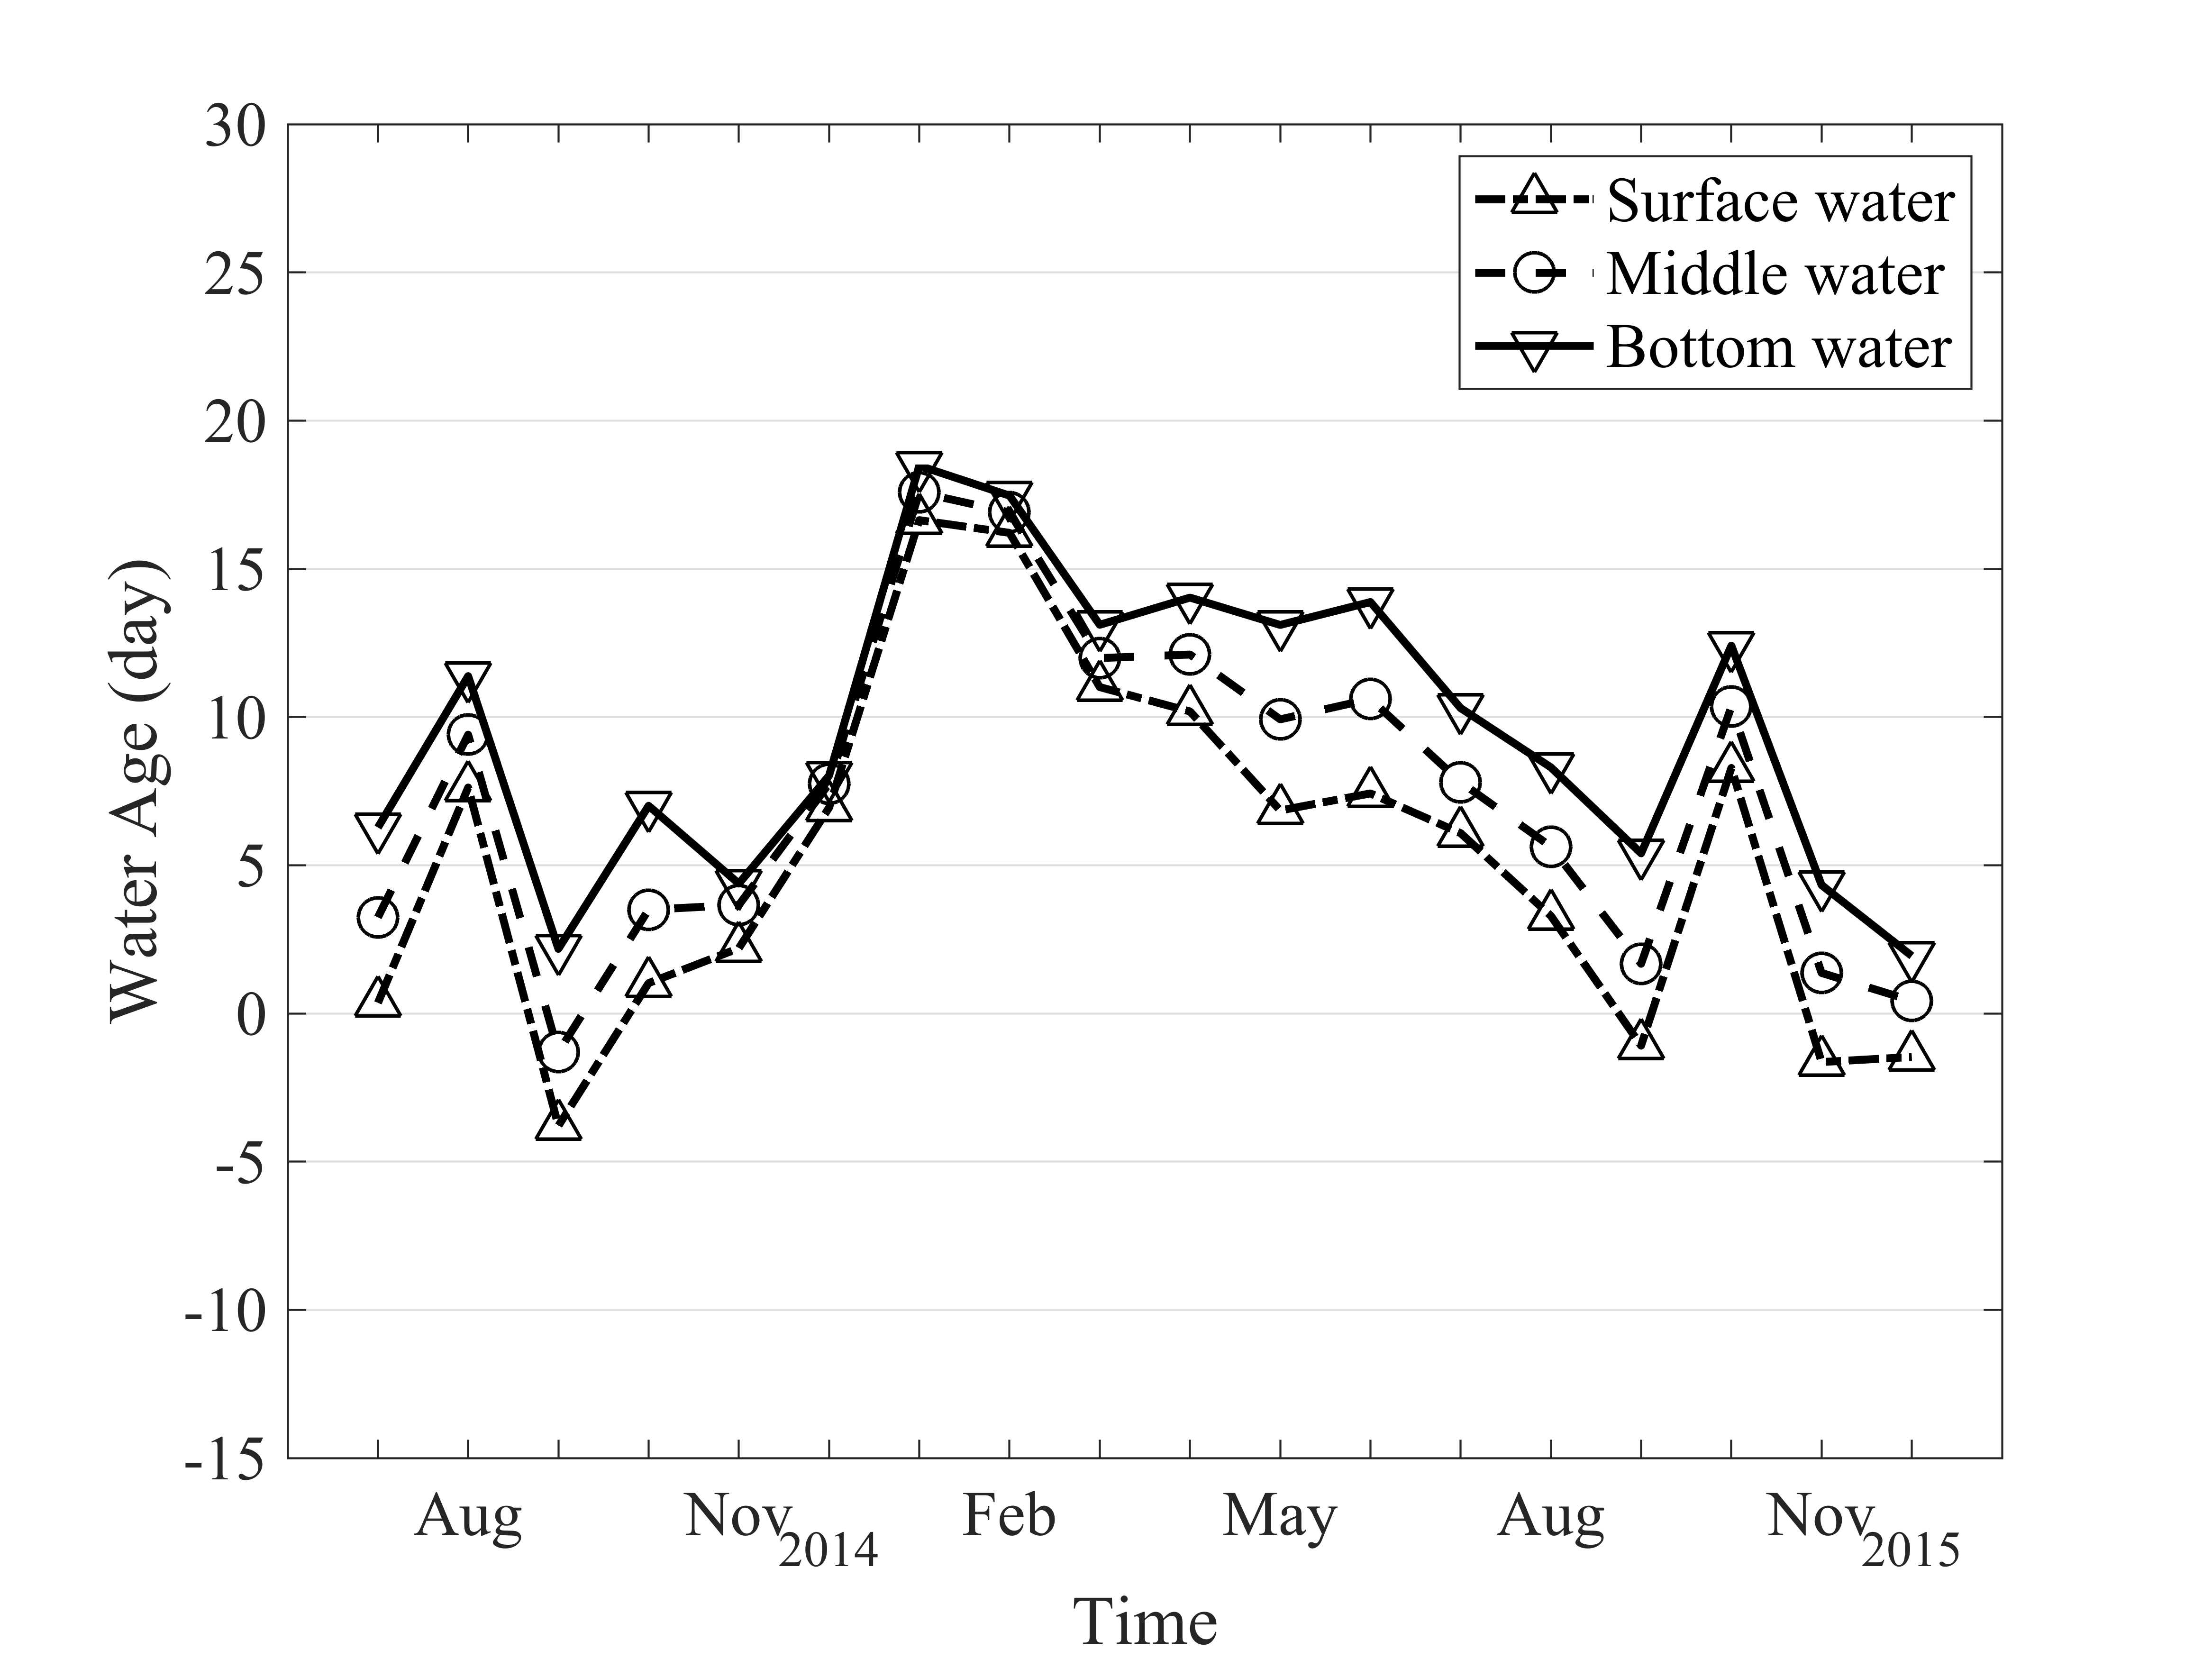 30
25
20
15
10
5
0
-5
-10
-15
Water Age (day)
Surface water
Middle water
Bottom water
Aug Nov Feb May Aug Nov
2014 2015
Time